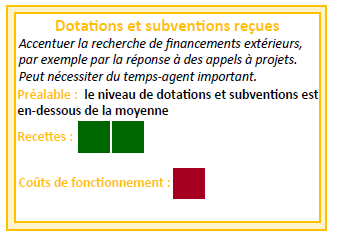 Dotations et subventions reçues
Accentuer la recherche de financements extérieurs,
par exemple par la réponse à des appels à projets.
Peut nécessiter du temps-agent important.
Préalable : le niveau de dotations et subventions est
en-dessous de la moyenne
Recettes :
Coûts de fonctionnement :